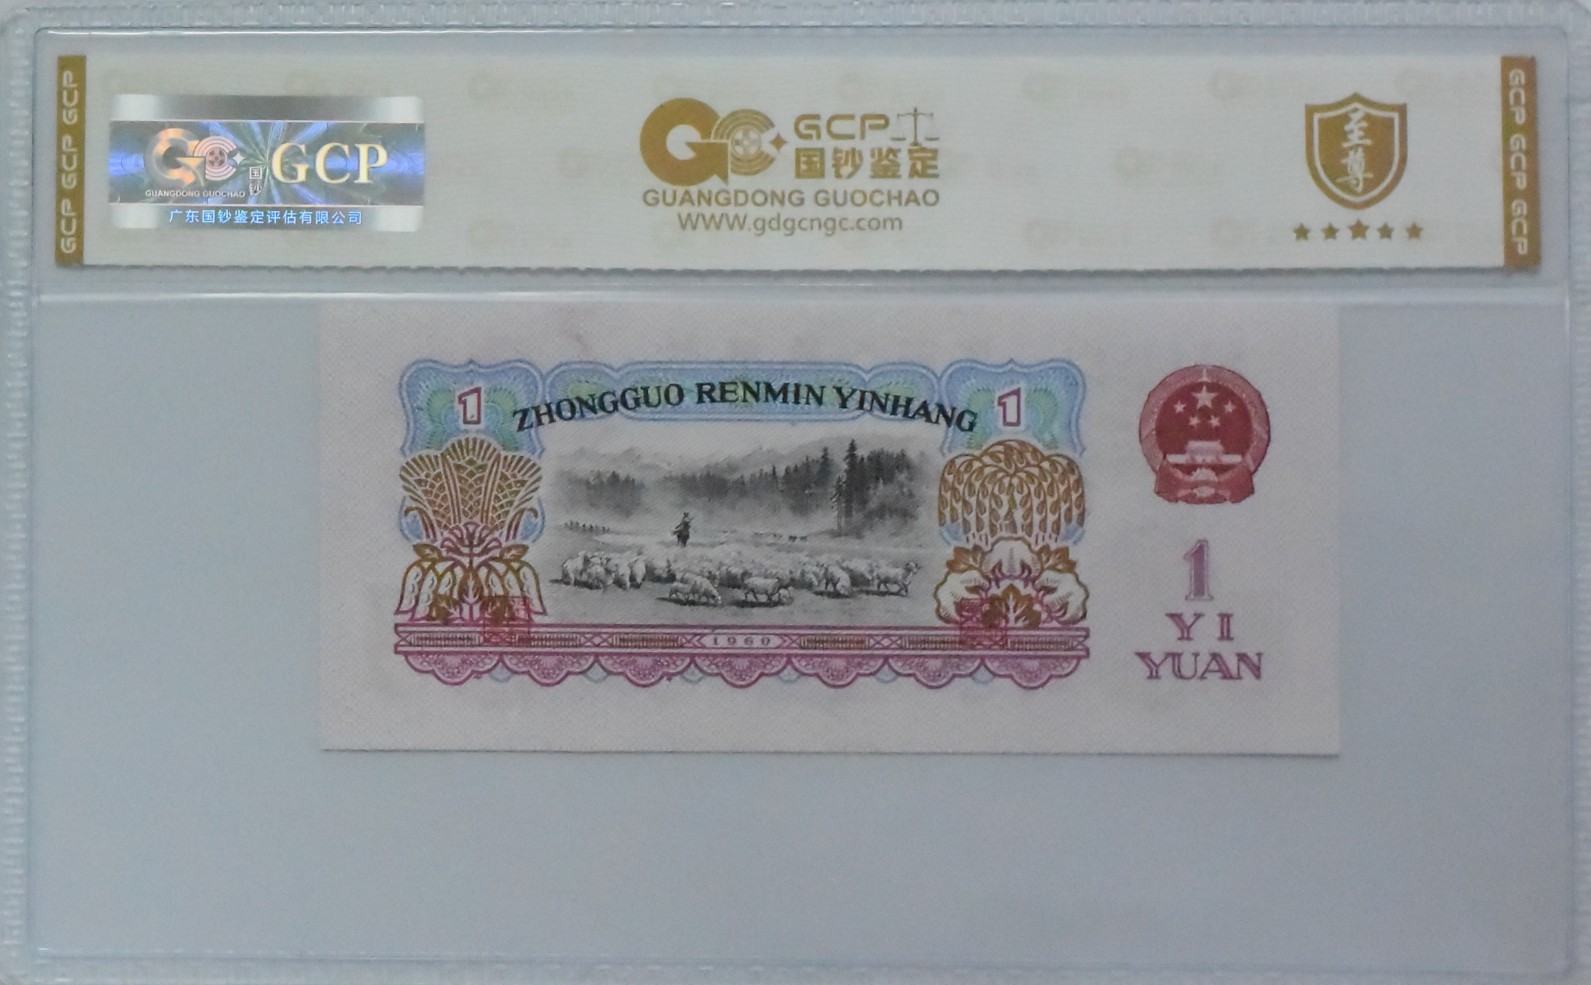 GCP GCP GCP
GCP
国钞
GUANGDONG GUOCHAO
广东国钞鉴定评估有限公司
GCP
国钞鉴定
GUANGDONG GUOCHAO
WWW.gdgcngc.com
至尊
GCP GCP GCP
1
ZHONGGUO RENMIN YINHANG
1
1960
1
YI
YUAN